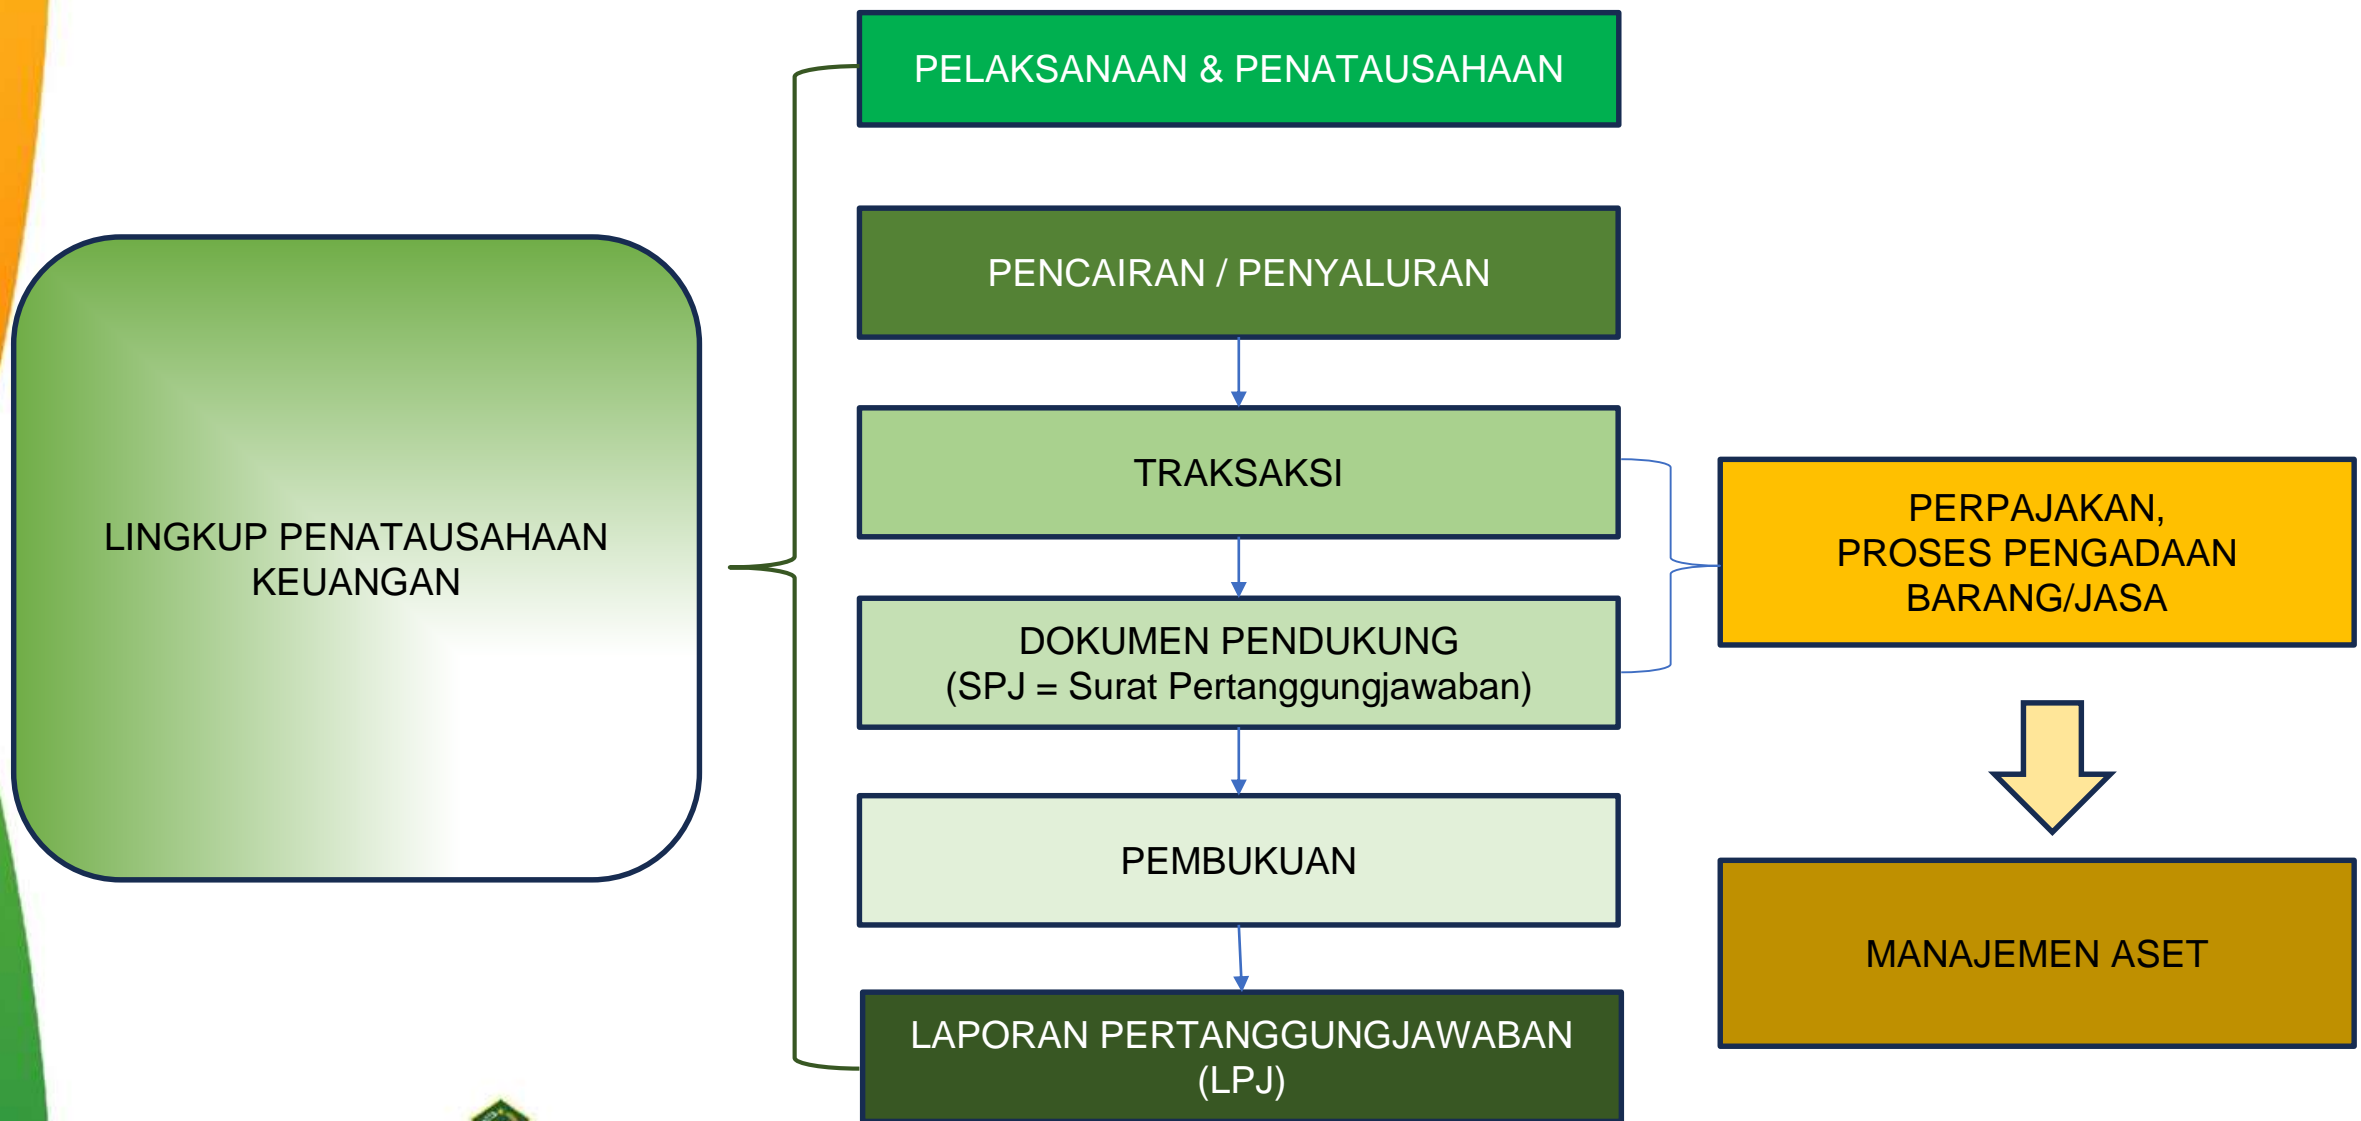 LINGKUP PENATAUSAHAAN
KEUANGAN
PELAKSANAAN & PENATAUSAHAAN
PENCAIRAN / PENYALURAN
TRAKSAKSI
DOKUMEN PENDUKUNG
(SPJ = Surat Pertanggungjawaban)
PEMBUKUAN
LAPORAN PERTANGGUNGJAWABAN
(LPJ)
PERPAJAKAN,
PROSES PENGADAAN
BARANG/JASA
MANAJEMEN ASET